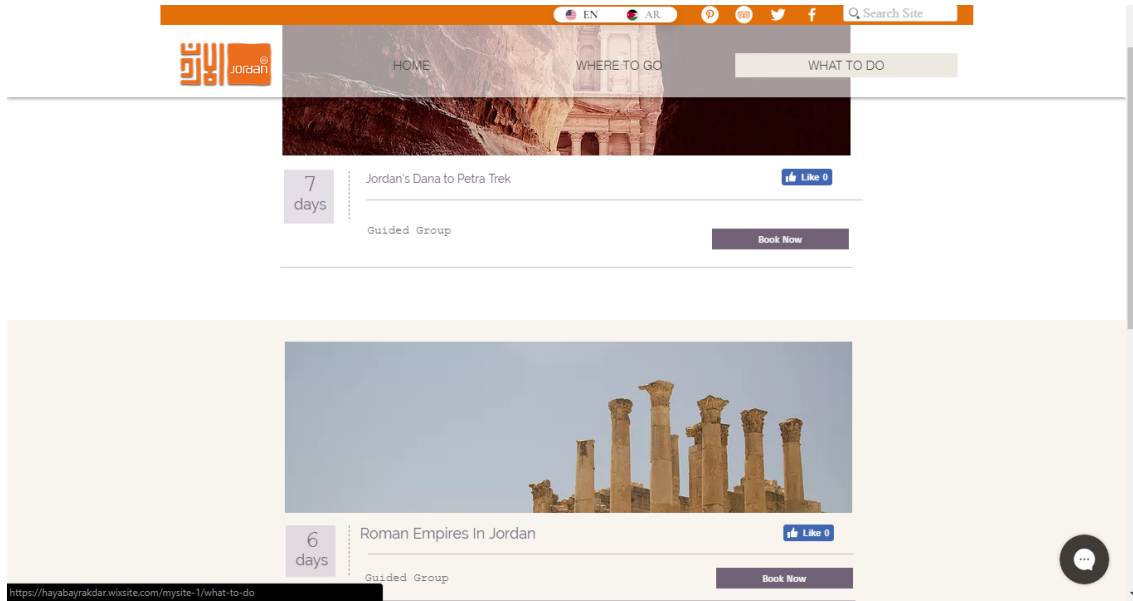 EN
AR
Search Site
Jordan
HOME
WHERE TO GO
WHAT TO DO
7
days
Jordan's Dana to Petra Trek
Like 0
Guided Group
Book Now
6
days
Roman Empires In Jordan
Like 0
Guided Group
Book Now
https://hayabayrakdar.wixsite.com/mysite-1/what-to-do